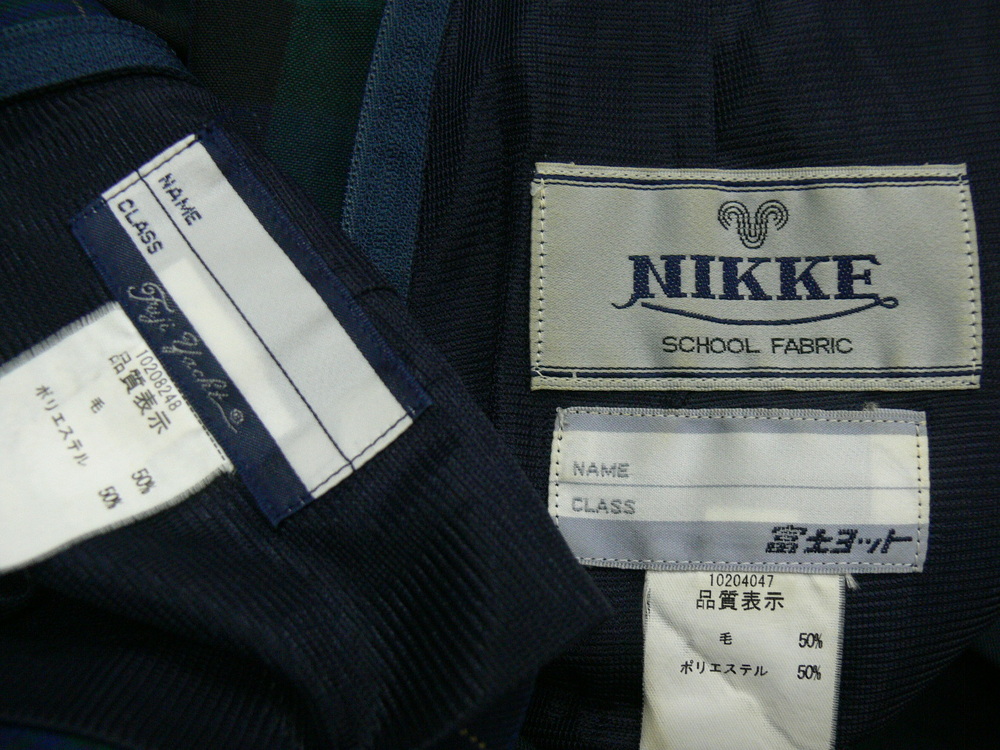 NAME
CLASS
Fuji Yacht®
10208248
品質表示
毛 50%
ポリエステル 50%
NIKKE
SCHOOL FABRIC
NAME
CLASS
富士ヨット
10204047
品質表示
毛 50%
ポリエステル 50%